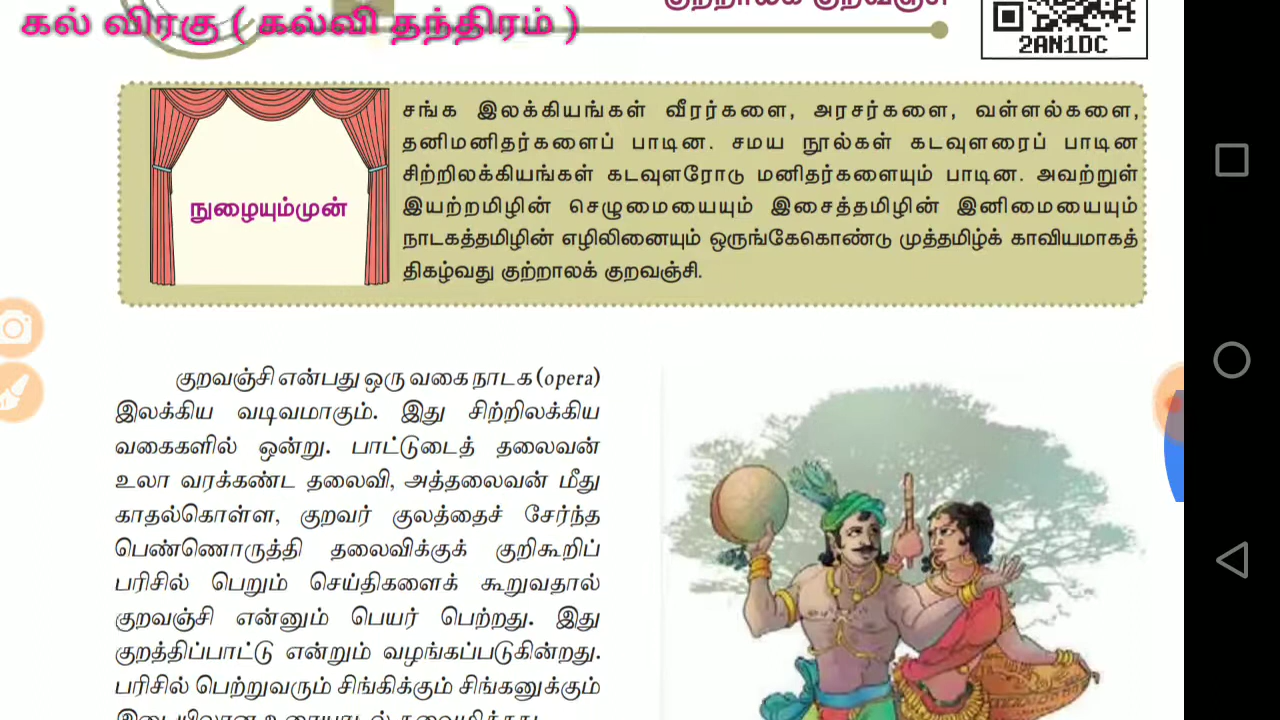 கல் விரகு ( கல்வி தந்திரம் )
குற்றாலக் குறவஞ்சி
2AN1DC
சங்க இலக்கியங்கள் வீரர்களை, அரசர்களை, வள்ளல்களை,
தனிமனிதர்களைப் பாடின. சமய நூல்கள் கடவுளரைப் பாடின
சிற்றிலக்கியங்கள் கடவுளரோடு மனிதர்களையும் பாடின. அவற்றுள்
இயற்றமிழின் செழுமையையும் இசைத்தமிழின் இனிமையையும்
நாடகத்தமிழின் எழிலினையும் ஒருங்கேகொண்டு முத்தமிழ்க் காவியமாகத்
திகழ்வது குற்றாலக் குறவஞ்சி.
நுழையும்முன்
குறவஞ்சி என்பது ஒரு வகை நாடக (opera)
இலக்கிய வடிவமாகும். இது சிற்றிலக்கிய
வகைகளில் ஒன்று. பாட்டுடைத் தலைவன்
உலா வரக்கண்ட தலைவி, அத்தலைவன் மீது
காதல்கொள்ள, குறவர் குலத்தைச் சேர்ந்த
பெண்ணொருத்தி தலைவிக்குக் குறிகூறிப்
பரிசில் பெறும் செய்திகளைக் கூறுவதால்
குறவஞ்சி என்னும் பெயர் பெற்றது. இது
குறத்திப்பாட்டு என்றும் வழங்கப்படுகின்றது.
பரிசில் பெற்றுவரும் சிங்கிக்கும் சிங்கனுக்கும்